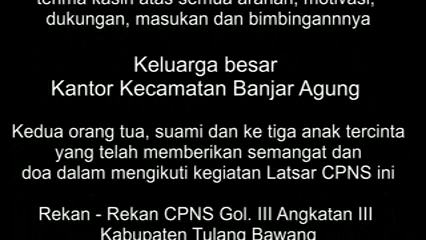 terima kasih atas semua arahan, motivasi,
dukungan, masukan dan bimbingannnya
Keluarga besar
Kantor Kecamatan Banjar Agung
Kedua orang tua, suami dan ke tiga anak tercinta
yang telah memberikan semangat dan
doa dalam mengikuti kegiatan Latsar CPNS ini
Rekan - Rekan CPNS Gol. III Angkatan III
Kabupaten Tulang Bawang